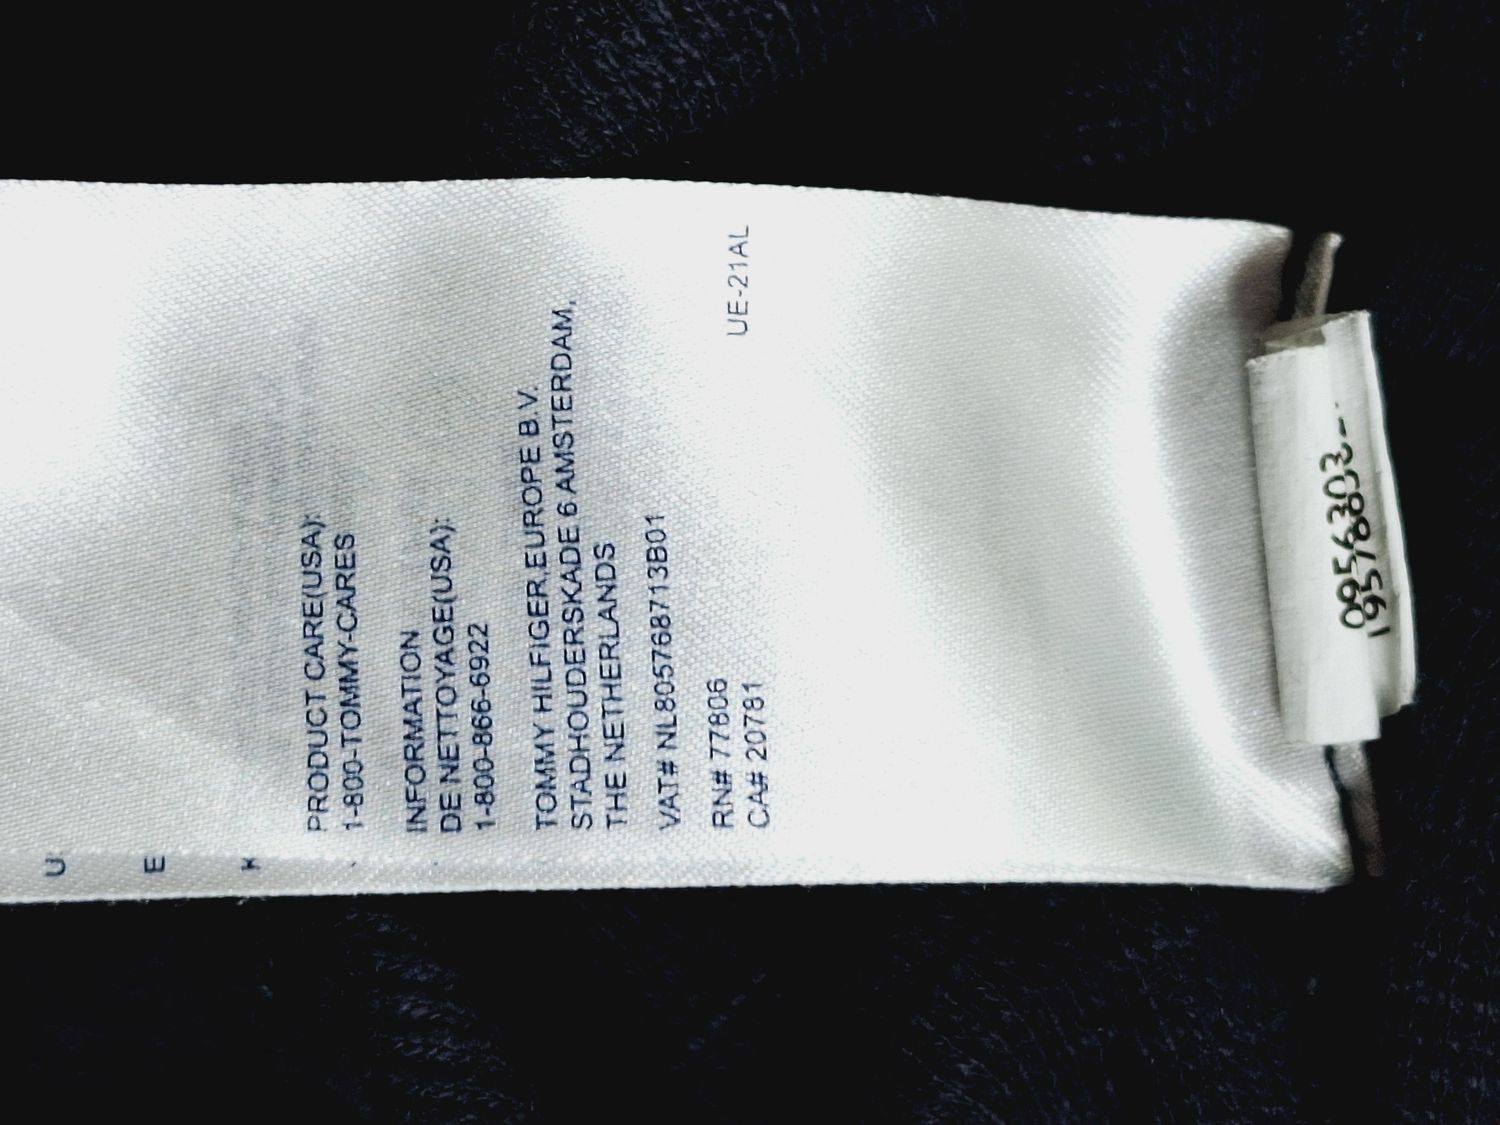 PRODUCT CARE(USA):
1-800-TOMMY-CARES
INFORMATION
DE NETTOYAGE(USA):
1-800-866-6922
TOMMY HILFIGER EUROPE B.V.
STADHOUDERSKADE 6 AMSTERDAM,
THE NETHERLANDS
VAT# NL805768713B01
UE-21AL
RN# 77806
CA# 20781
U
E